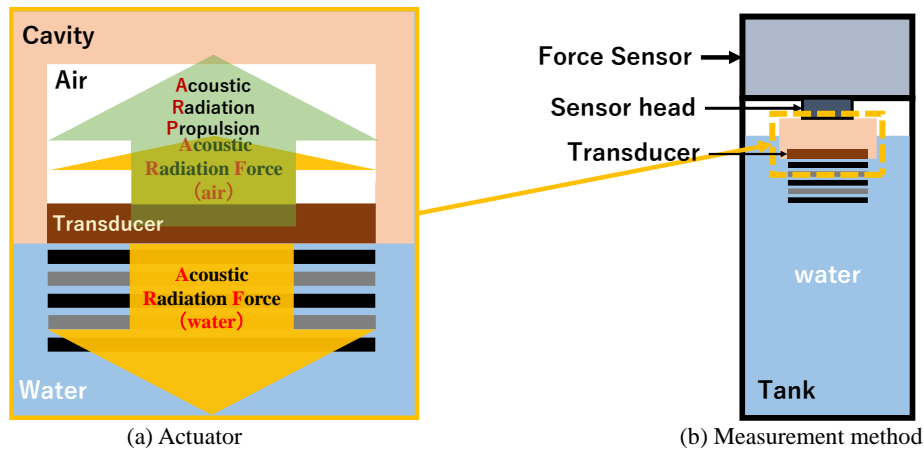 Cavity
Air
Acoustic
Radiation
Propulsion
Acoustic
Radiation Force
(air)
Transducer
Acoustic
Radiation Force
(water)
Water
(a) Actuator
Force Sensor
Sensor head
Transducer
water
Tank
(b) Measurement method